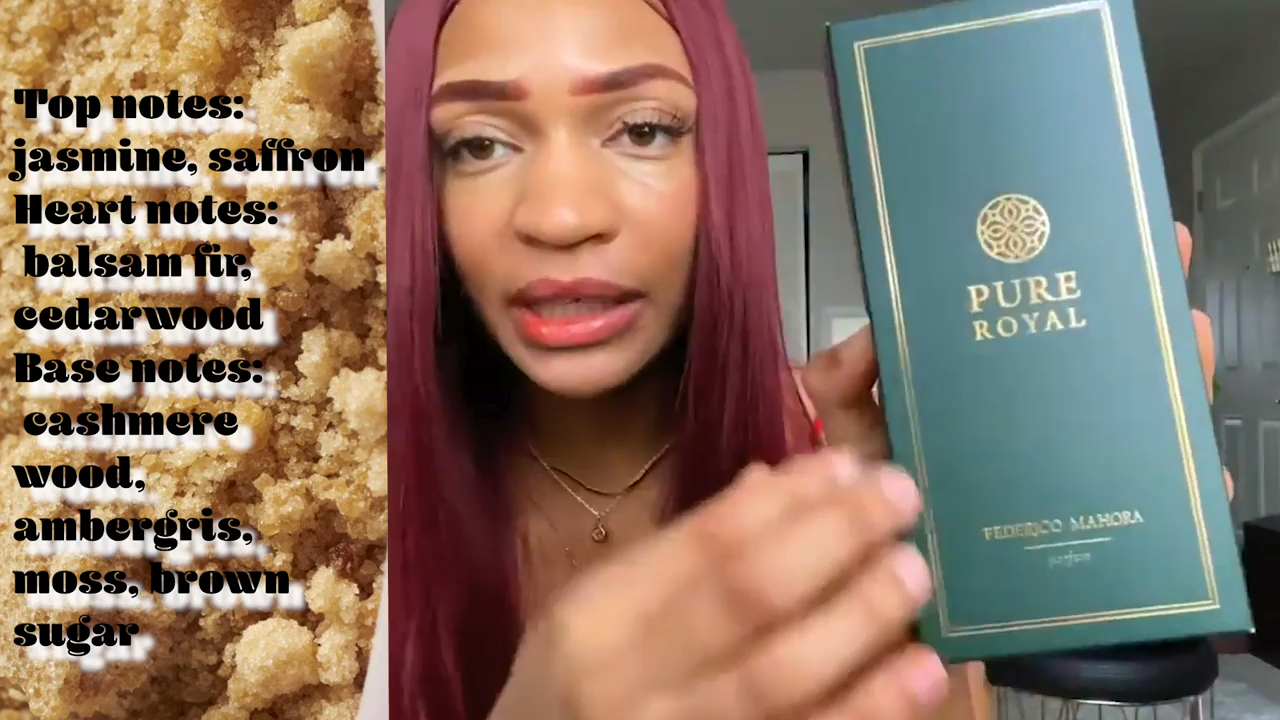 Top notes:
jasmine, saffron
Heart notes:
balsam fir,
cedarwood
Base notes:
cashmere
wood,
ambergris,
moss, brown
sugar
PURE
ROYAL
FEDERICO MAHORA
parfum